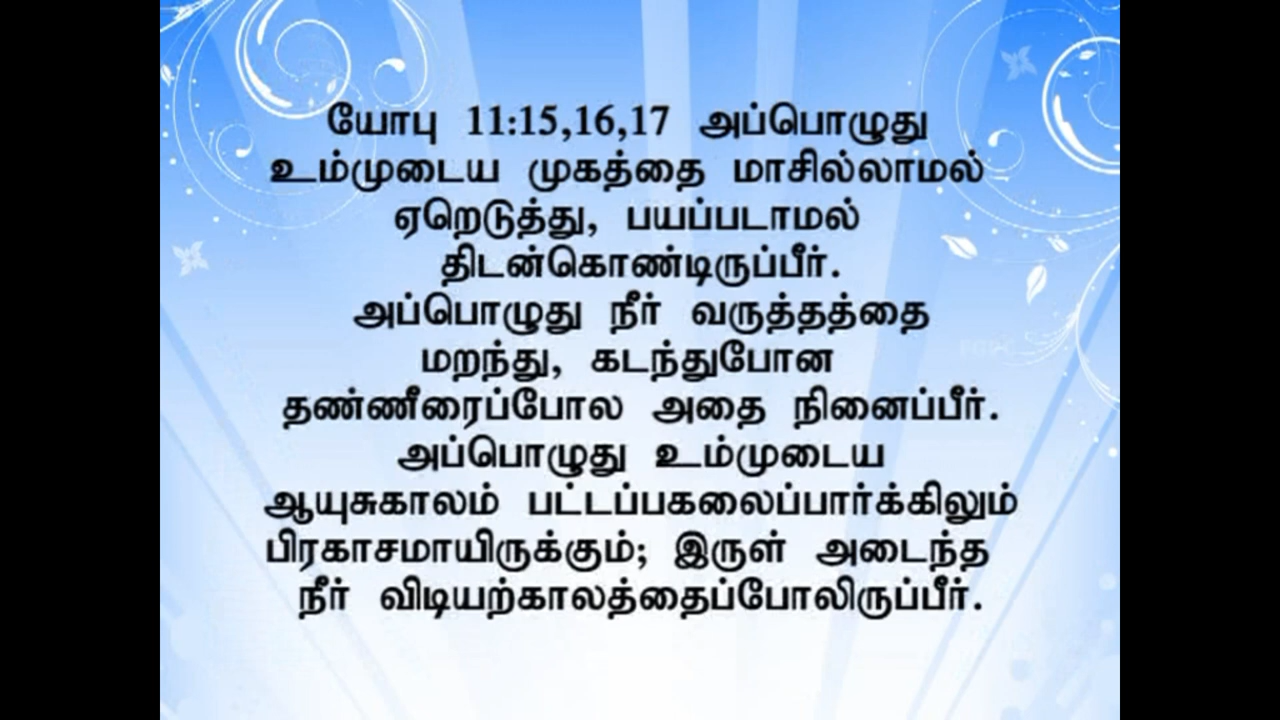 யோபு 11:15,16,17 அப்பொழுது
உம்முடைய முகத்தை மாசில்லாமல்
ஏறெடுத்து, பயப்படாமல்
திடன்கொண்டிருப்பீர்.
அப்பொழுது நீர் வருத்தத்தை
மறந்து, கடந்துபோன
தண்ணீரைப்போல அதை நினைப்பீர்.
அப்பொழுது உம்முடைய
ஆயுசுகாலம் பட்டப்பகலைப்பார்க்கிலும்
பிரகாசமாயிருக்கும்; இருள் அடைந்த
நீர் விடியற்காலத்தைப்போலிருப்பீர்.